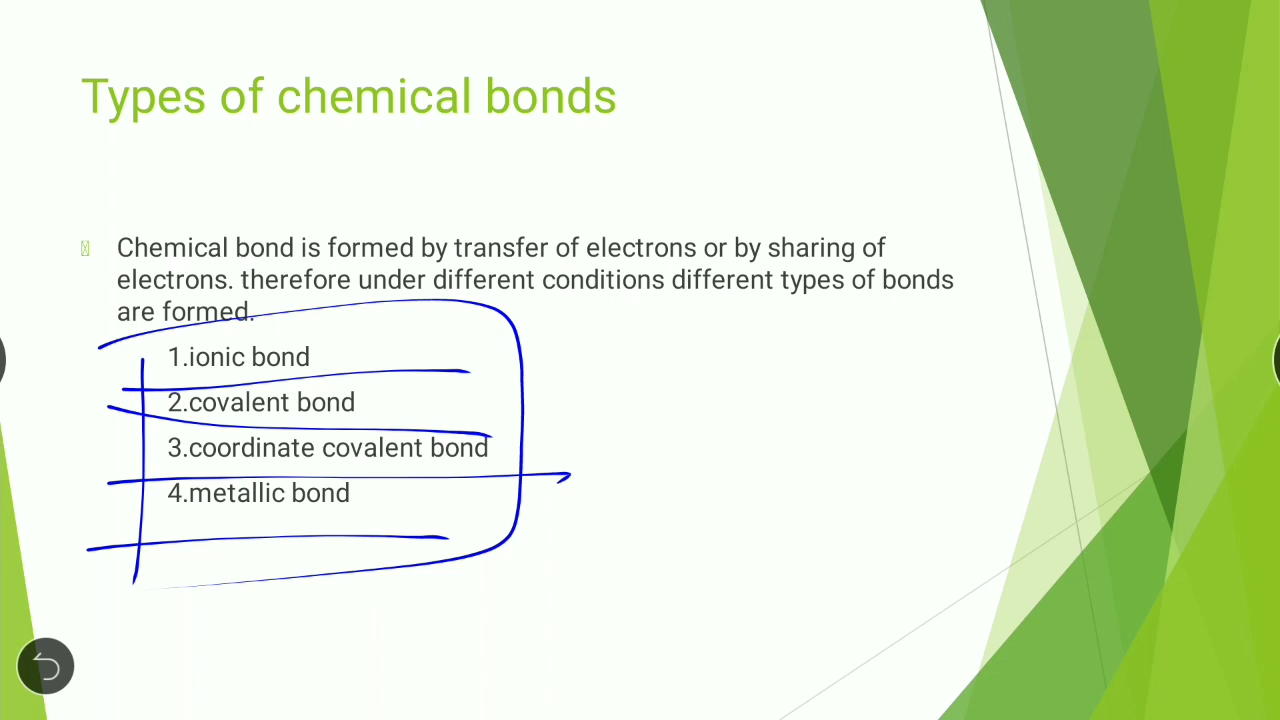 Types of chemical bonds
Chemical bond is formed by transfer of electrons or by sharing of
electrons. therefore under different conditions different types of bonds
are formed.
1.ionic bond
2.covalent bond
3.coordinate covalent bond
4.metallic bond